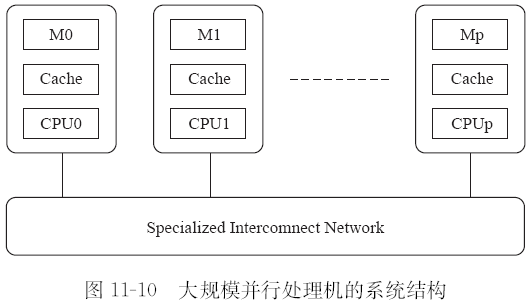 M0 M1 Mp
Cache Cache Cache
CPU0 CPU1 CPUp
Specialized Intercomnect Network
图 11-10 大规模并行处理机的系统结构